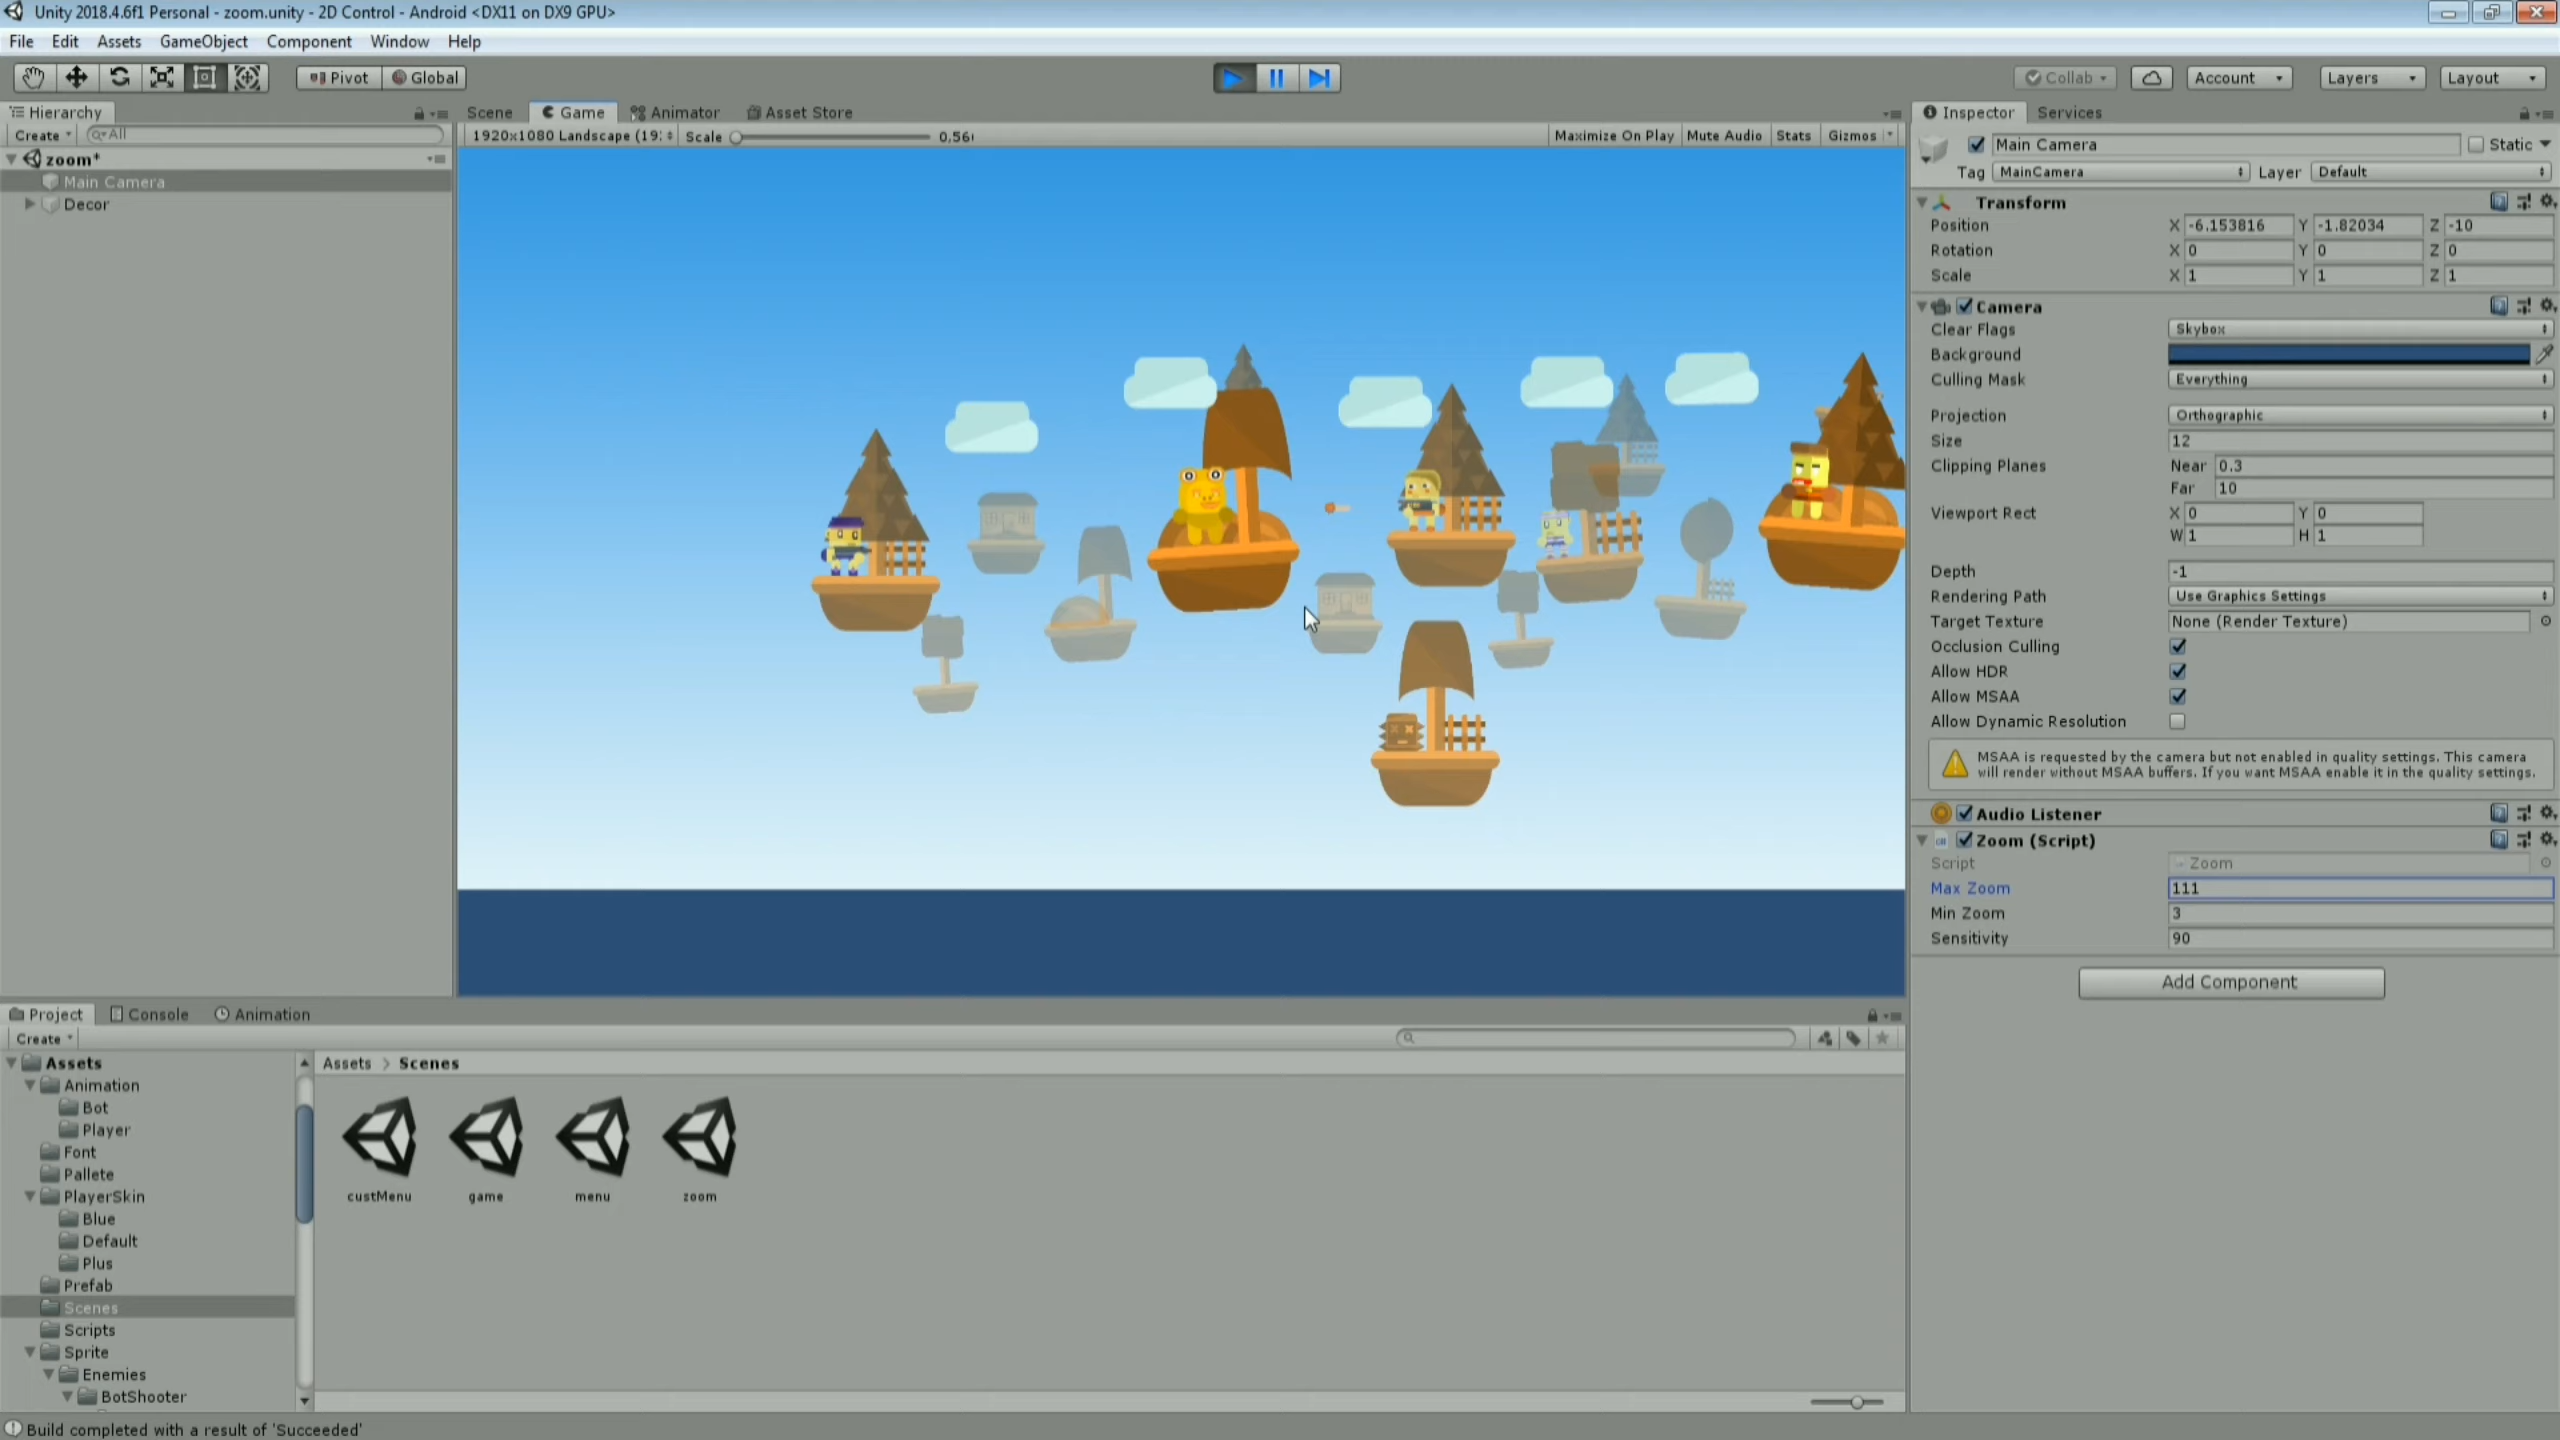 Unity 2018.4.6f1 Personal - zoom.unity - 2D Control - Android <DX11 on DX9 GPU>
File Edit Assets GameObject Component Window Help
Pivot Global
Collab Account Layers Layout
Hierarchy
Create All
zoom*
Main Camera
Decor
Scene Game Animator Asset Store
1920x1080 Landscape (19: Scale 0,56
Maximize On Play Mute Audio Stats Gizmos
Inspector Services
Main Camera Static
Tag MainCamera Layer Default
Transform
Position X -6.153816 Y -1.82034 Z -10
Rotation X 0 Y 0 Z 0
Scale X 1 Y 1 Z 1
Camera
Clear Flags Skybox
Background
Culling Mask Everything
Projection Orthographic
Size 12
Clipping Planes Near 0.3
Far 10
Viewport Rect X 0 Y 0
W 1 H 1
Depth -1
Rendering Path Use Graphics Settings
Target Texture None (Render Texture)
Occlusion Culling
Allow HDR
Allow MSAA
Allow Dynamic Resolution
MSAA is requested by the camera but not enabled in quality settings. This camera
will render without MSAA buffers. If you want MSAA enable it in the quality settings.
Audio Listener
Zoom (Script)
Script Zoom
Max Zoom 111
Min Zoom 3
Sensitivity 90
Add Component
Project Console Animation
Create
Assets
Animation
Bot
Player
Font
Pallete
PlayerSkin
Blue
Default
Plus
Prefab
Scenes
Scripts
Sprite
Enemies
BotShooter
Assets > Scenes
custMenu game menu zoom
Build completed with a result of 'Succeeded'